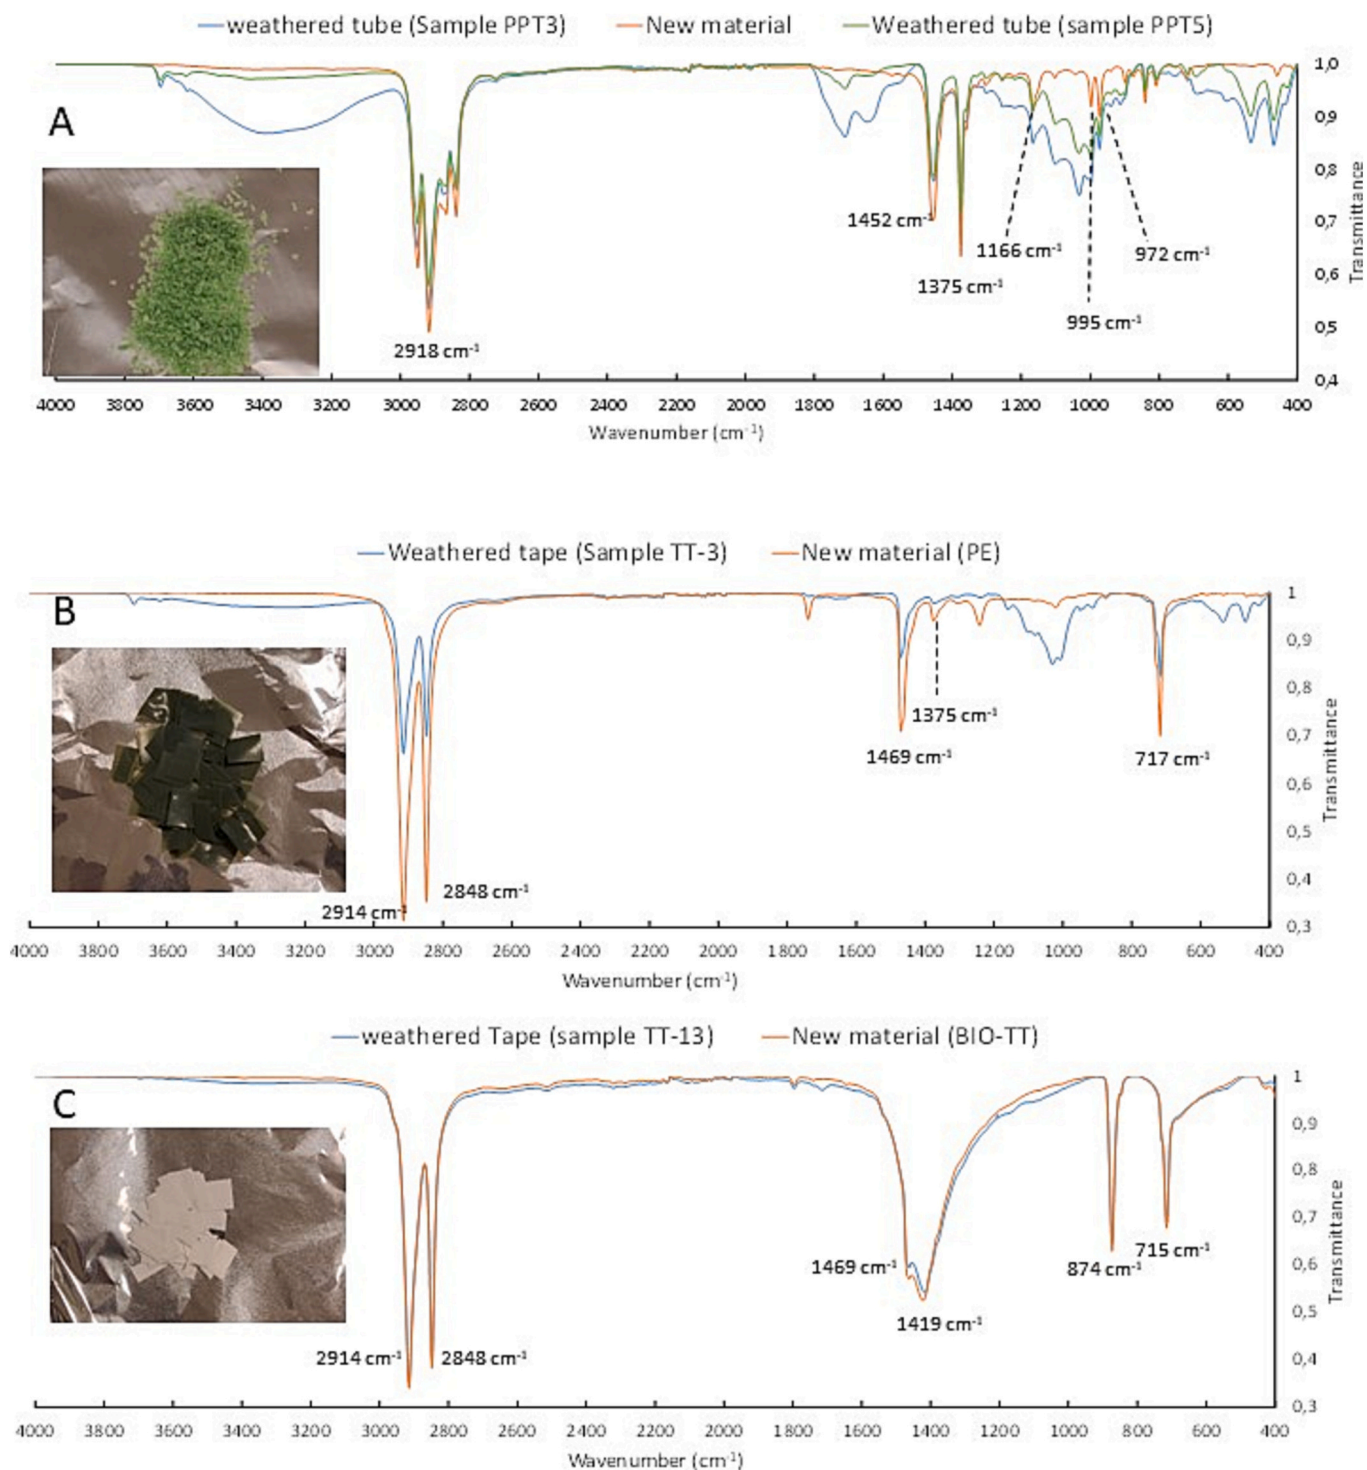 weathered tube (Sample PPT3) New material Weathered tube (sample PPT5)
A
1,0
0,9
0,8
0,7
0,6
0,5
0,4
Transmittance
1452 cm⁻¹
1166 cm⁻¹
972 cm⁻¹
1375 cm⁻¹
995 cm⁻¹
2918 cm⁻¹
4000 3800 3600 3400 3200 3000 2800 2600 2400 2200 2000 1800 1600 1400 1200 1000 800 600 400
Wavenumber (cm⁻¹)
Weathered tape (Sample TT-3) New material (PE)
B
1
0,9
0,8
0,7
0,6
0,5
0,4
0,3
Transmittance
1375 cm⁻¹
1469 cm⁻¹
717 cm⁻¹
2848 cm⁻¹
2914 cm⁻¹
4000 3800 3600 3400 3200 3000 2800 2600 2400 2200 2000 1800 1600 1400 1200 1000 800 600 400
Wavenumber (cm⁻¹)
weathered Tape (sample TT-13) New material (BIO-TT)
C
1
0,9
0,8
0,7
0,6
0,5
0,4
0,3
Transmittance
1469 cm⁻¹
874 cm⁻¹
715 cm⁻¹
1419 cm⁻¹
2914 cm⁻¹
2848 cm⁻¹
4000 3800 3600 3400 3200 3000 2800 2600 2400 2200 2000 1800 1600 1400 1200 1000 800 600 400
Wavenumber (cm⁻¹)